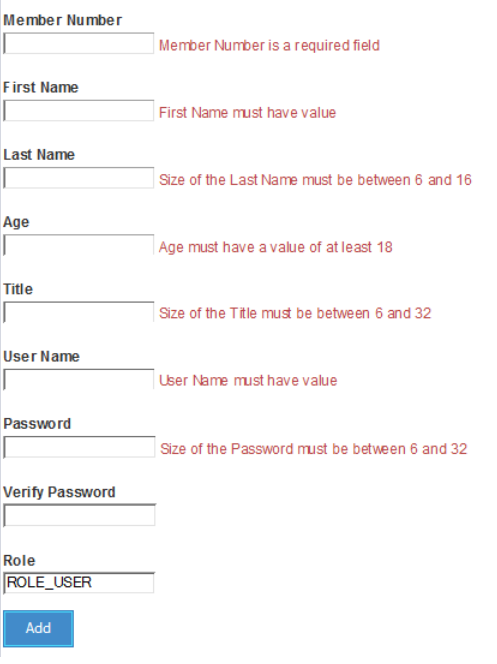 Member Number
Member Number is a required field
First Name
First Name must have value
Last Name
Size of the Last Name must be between 6 and 16
Age
Age must have a value of at least 18
Title
Size of the Title must be between 6 and 32
User Name
User Name must have value
Password
Size of the Password must be between 6 and 32
Verify Password
Role
ROLE_USER
Add